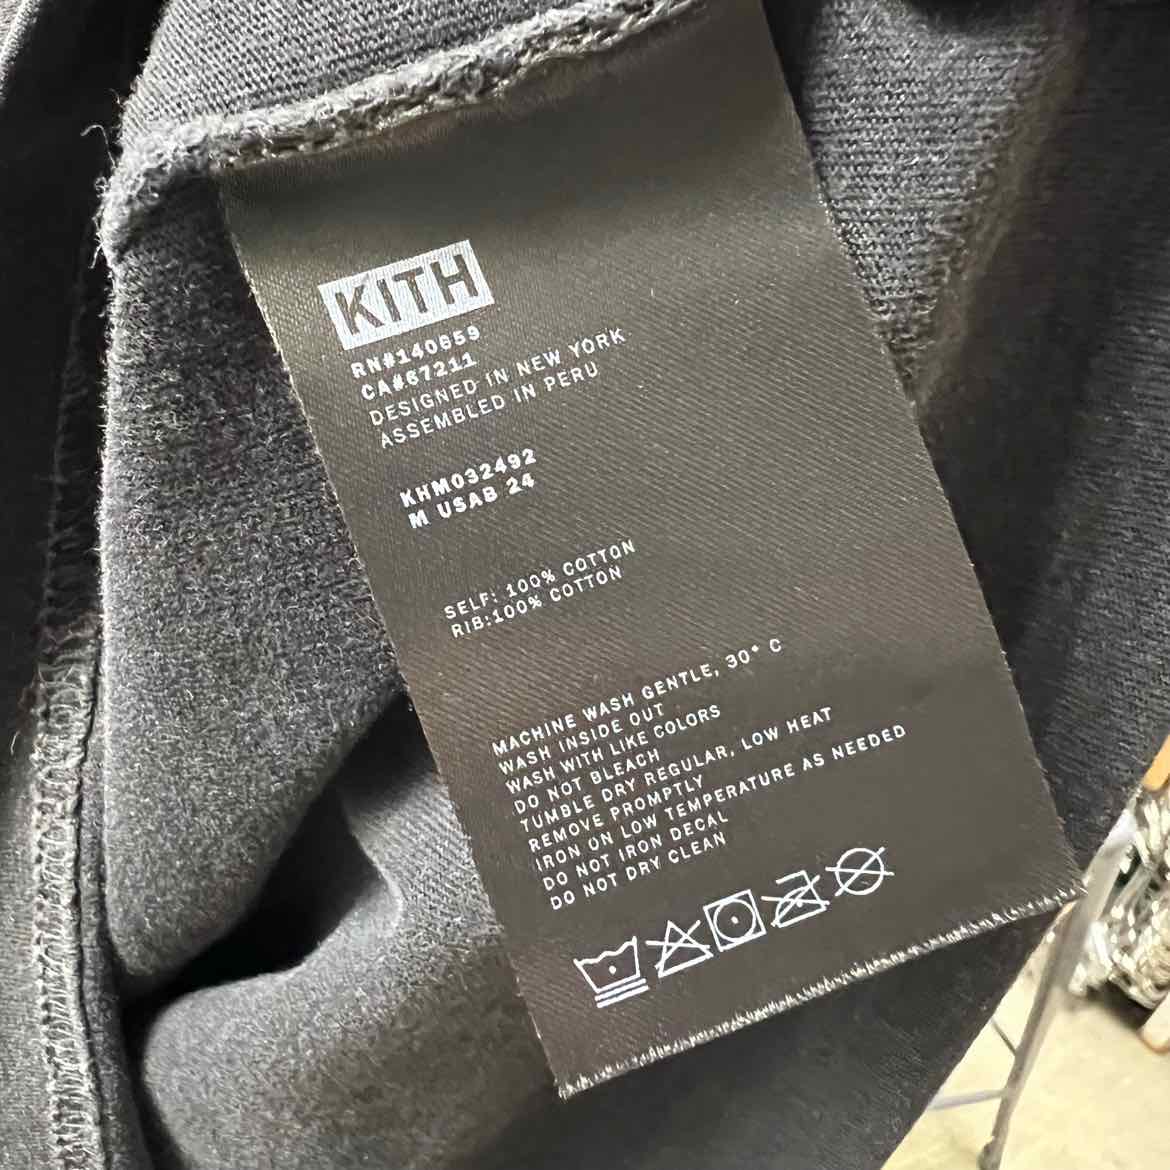 KITH
RN#140659
CA#67211
DESIGNED IN NEW YORK
ASSEMBLED IN PERU
KHM032492
M USAB 24
SELF: 100% COTTON
RIB:100% COTTON
MACHINE WASH GENTLE, 30° C
WASH INSIDE OUT
WASH WITH LIKE COLORS
DO NOT BLEACH
TUMBLE DRY REGULAR, LOW HEAT
REMOVE PROMPTLY
IRON ON LOW TEMPERATURE AS NEEDED
DO NOT IRON DECAL
DO NOT DRY CLEAN